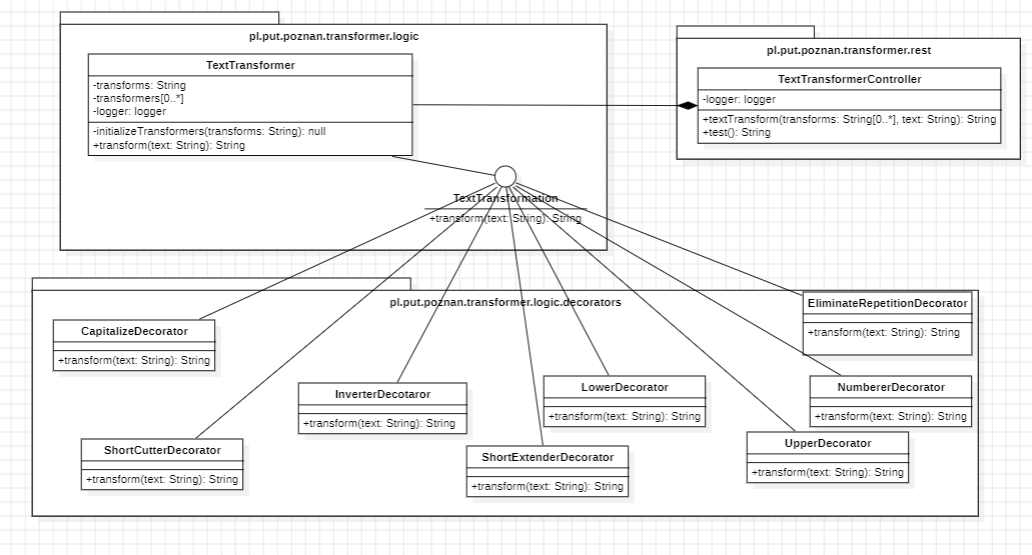 pl.put.poznan.transformer.logic
TextTransformer
-transforms: String
-transformers[0..*]
-logger: logger
-initializeTransformers(transforms: String): null
+transform(text: String): String
pl.put.poznan.transformer.rest
TextTransformerController
-logger: logger
+textTransform(transforms: String[0..*], text: String): String
+test(): String
TextTransformation
+transform(text: String): String
pl.put.poznan.transformer.logic.decorators
EliminateRepetitionDecorator
+transform(text: String): String
CapitalizeDecorator
+transform(text: String): String
InverterDecotaror
+transform(text: String): String
LowerDecorator
+transform(text: String): String
NumbererDecorator
+transform(text: String): String
ShortCutterDecorator
+transform(text: String): String
ShortExtenderDecorator
+transform(text: String): String
UpperDecorator
+transform(text: String): String